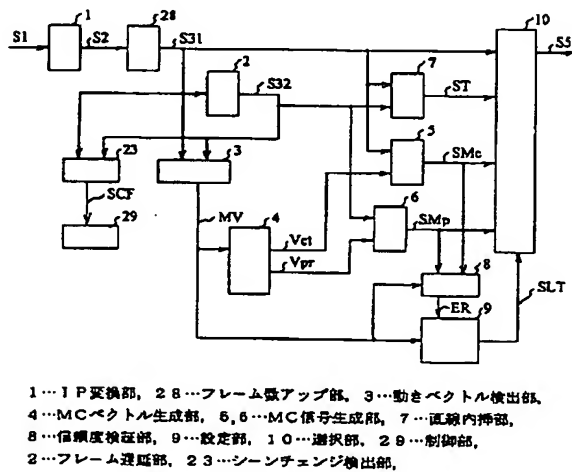 1
28
10
S1
S2
S31
S5
2
S32
7
ST
5
SMc
23
3
SCF
6
SMp
29
MV
4
Vct
Vpr
8
SLT
ER
9
1…IP変換部, 28…フレーム数アップ部, 3…動きベクトル検出部,
4…MCベクトル生成部, 5,6…MC信号生成部, 7…直線内挿部,
8…信頼度検証部, 9…設定部, 10…選択部, 29…制御部,
2…フレーム遅延部, 23…シーンチェンジ検出部,